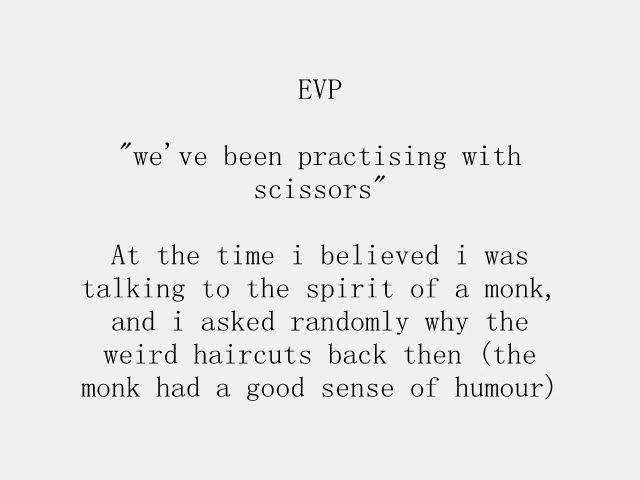 EVP
"we've been practising with
scissors"
At the time i believed i was
talking to the spirit of a monk,
and i asked randomly why the
weird haircuts back then (the
monk had a good sense of humour)